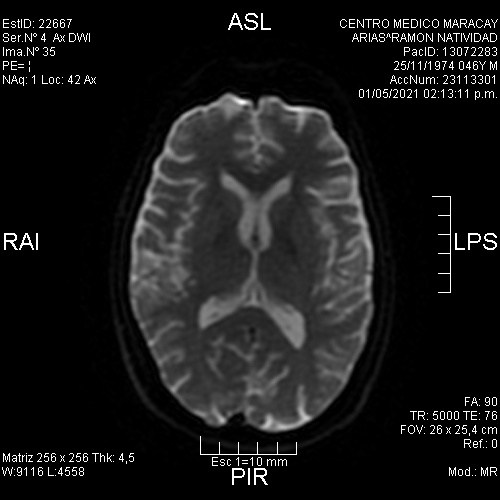 ASL
EstID: 22667
Ser.Nº 4 Ax DWI
Ima.Nº 35
PE= ¦
NAq: 1 Loc: 42 Ax
CENTRO MEDICO MARACAY
ARIAS^RAMON NATIVIDAD
PacID: 13072283
25/11/1974 046Y M
AccNum: 23113301
01/05/2021 02:13:11 p.m.
RAI
LPS
FA: 90
TR: 5000 TE: 76
FOV: 26 x 25,4 cm
Ref.: 0
Mod.: MR
Matriz 256 x 256 Thk: 4,5
W:9116 L:4558
Esc 1=10 mm
PIR